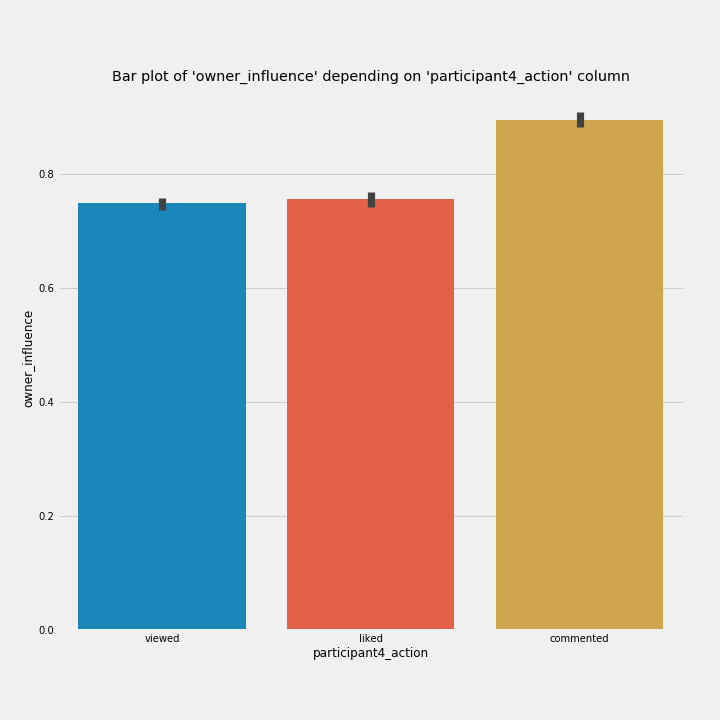 Bar plot of 'owner_influence' depending on 'participant4_action' column
owner_influence
0.8
0.6
0.4
0.2
0.0
viewed liked commented
participant4_action